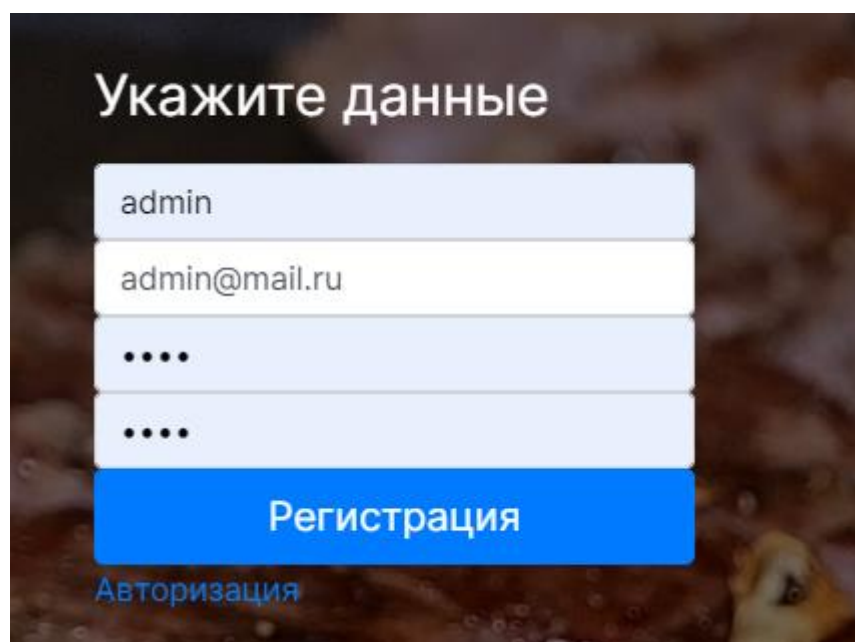 Укажите данные
admin
admin@mail.ru
••••
••••
Регистрация
Авторизация